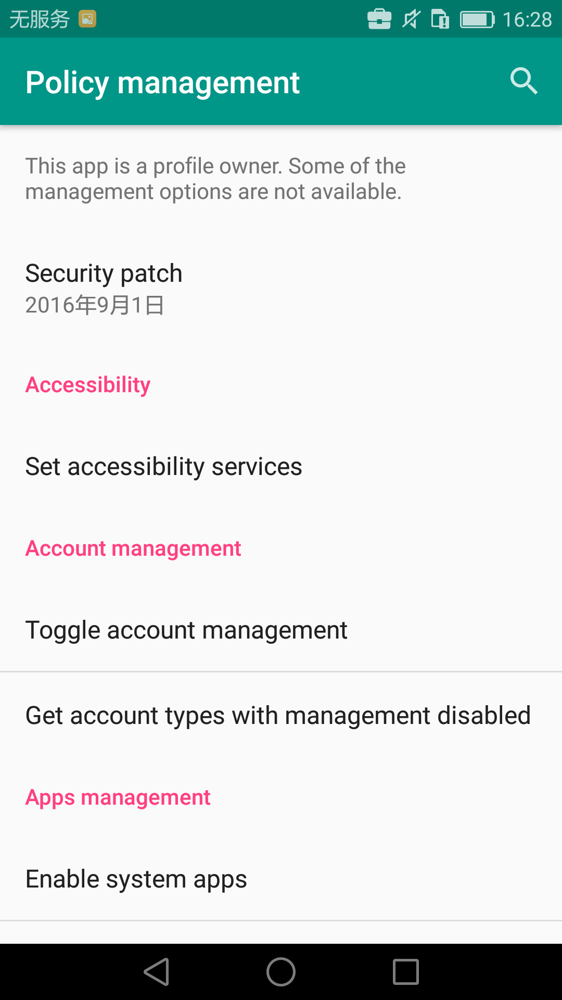 无服务
16:28
Policy management
This app is a profile owner. Some of the
management options are not available.
Security patch
2016年9月1日
Accessibility
Set accessibility services
Account management
Toggle account management
Get account types with management disabled
Apps management
Enable system apps